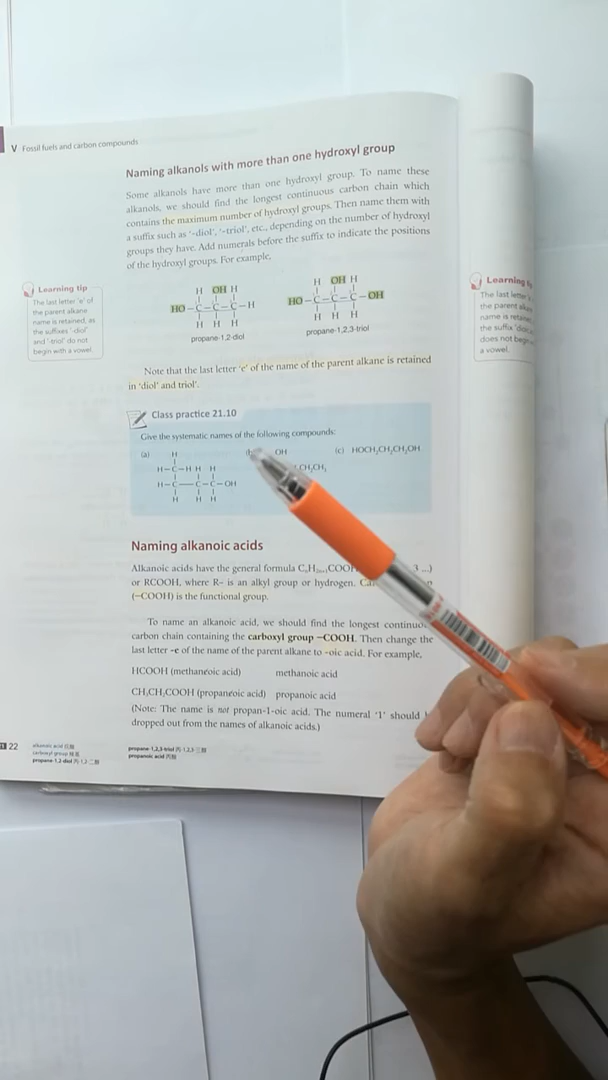 V Fossil fuels and carbon compounds
Naming alkanols with more than one hydroxyl group
Some alkanols have more than one hydroxyl group. To name these
alkanols, we should find the longest continuous carbon chain which
contains the maximum number of hydroxyl groups. Then name them with
a suffix such as '-diol', '-triol', etc., depending on the number of hydroxyl
groups they have. Add numerals before the suffix to indicate the positions
of the hydroxyl groups. For example,
Learning tip
The last letter 'e' of
the parent alkane
name is retained, as
the suffixes '-diol'
and '-triol' do not
begin with a vowel.
H OH H
HO–C–C–C–H
H H H
propane-1,2-diol
H OH H
HO–C–C–C–OH
H H H
propane-1,2,3-triol
Learning
The last letter
the parent
name is
the suffix
does not
a vowel.
Note that the last letter 'e' of the name of the parent alkane is retained
in 'diol' and triol'.
Class practice 21.10
Give the systematic names of the following compounds:
(a)
H
H–C–H H H
H–C–C–C–OH
H H H
OH
CH₂CH₃
(c) HOCH₂CH₂CH₂OH
Naming alkanoic acids
Alkanoic acids have the general formula CₙH₂ₙ₊₁COOH 3 ...)
or RCOOH, where R– is an alkyl group or hydrogen.
(–COOH) is the functional group.
To name an alkanoic acid, we should find the longest
carbon chain containing the carboxyl group –COOH. Then change the
last letter -e of the name of the parent alkane to -oic acid. For example,
HCOOH (methaneoic acid) methanoic acid
CH₃CH₂COOH (propaneoic acid) propanoic acid
(Note: The name is not propan-1-oic acid. The numeral '1' should
dropped out from the names of alkanoic acids.)
22
alkanoic acid 烷酸
carboxyl group 羧基
propane-1,2-diol 丙-1,2-二醇
propane-1,2,3-triol 丙-1,2,3-三醇
propanoic acid 丙酸